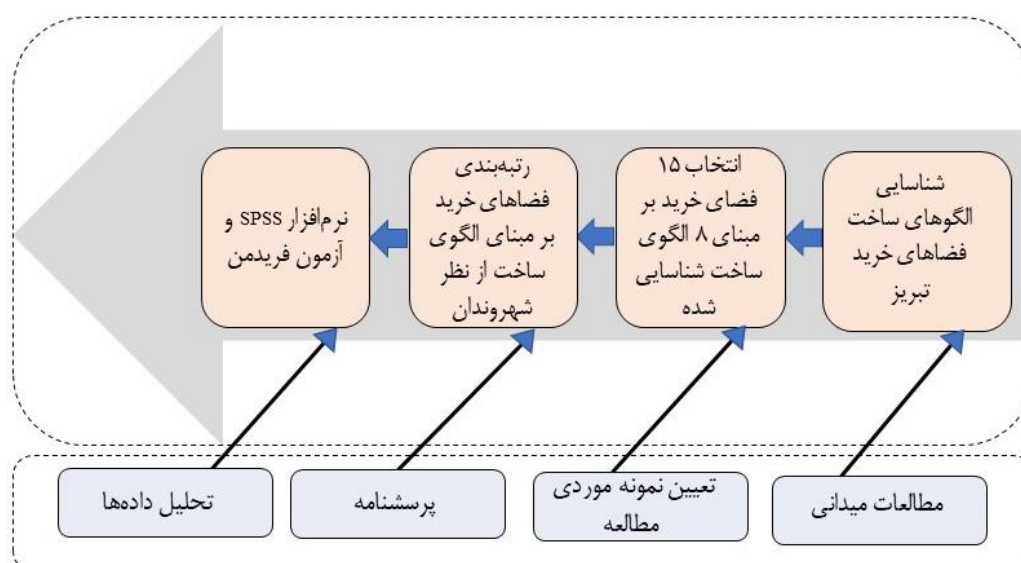 شناسایی
الگوهای ساخت
فضاهای خرید
تبریز
انتخاب ۱۵
فضای خرید بر
مبنای ۸ الگوی
ساخت شناسایی
شده
رتبه‌بندی
فضاهای خرید
بر مبنای الگوی
ساخت از نظر
شهروندان
نرم‌افزار SPSS و
آزمون فریدمن
مطالعات میدانی
تعیین نمونه موردی
مطالعه
پرسشنامه
تحلیل داده‌ها